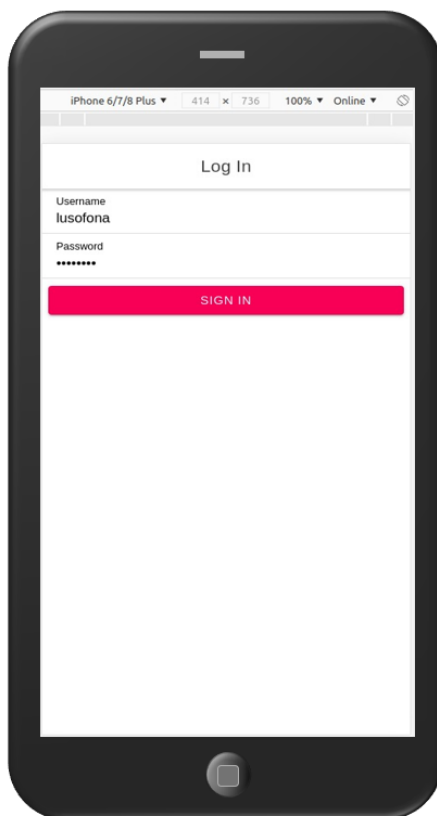 iPhone 6/7/8 Plus ▼ 414 × 736 100% ▼ Online ▼
Log In
Username
lusofona
Password
••••••••
SIGN IN